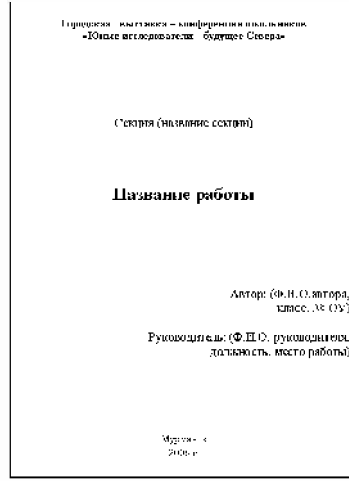 Городская выставка – конференция школьников
«Юные исследователи – будущее Севера»
Секция (название секции)
Название работы
Автор: (Ф.И.О. автора,
класс, № ОУ)
Руководитель: (Ф.И.О. руководителя,
должность, место работы)
Мурманск